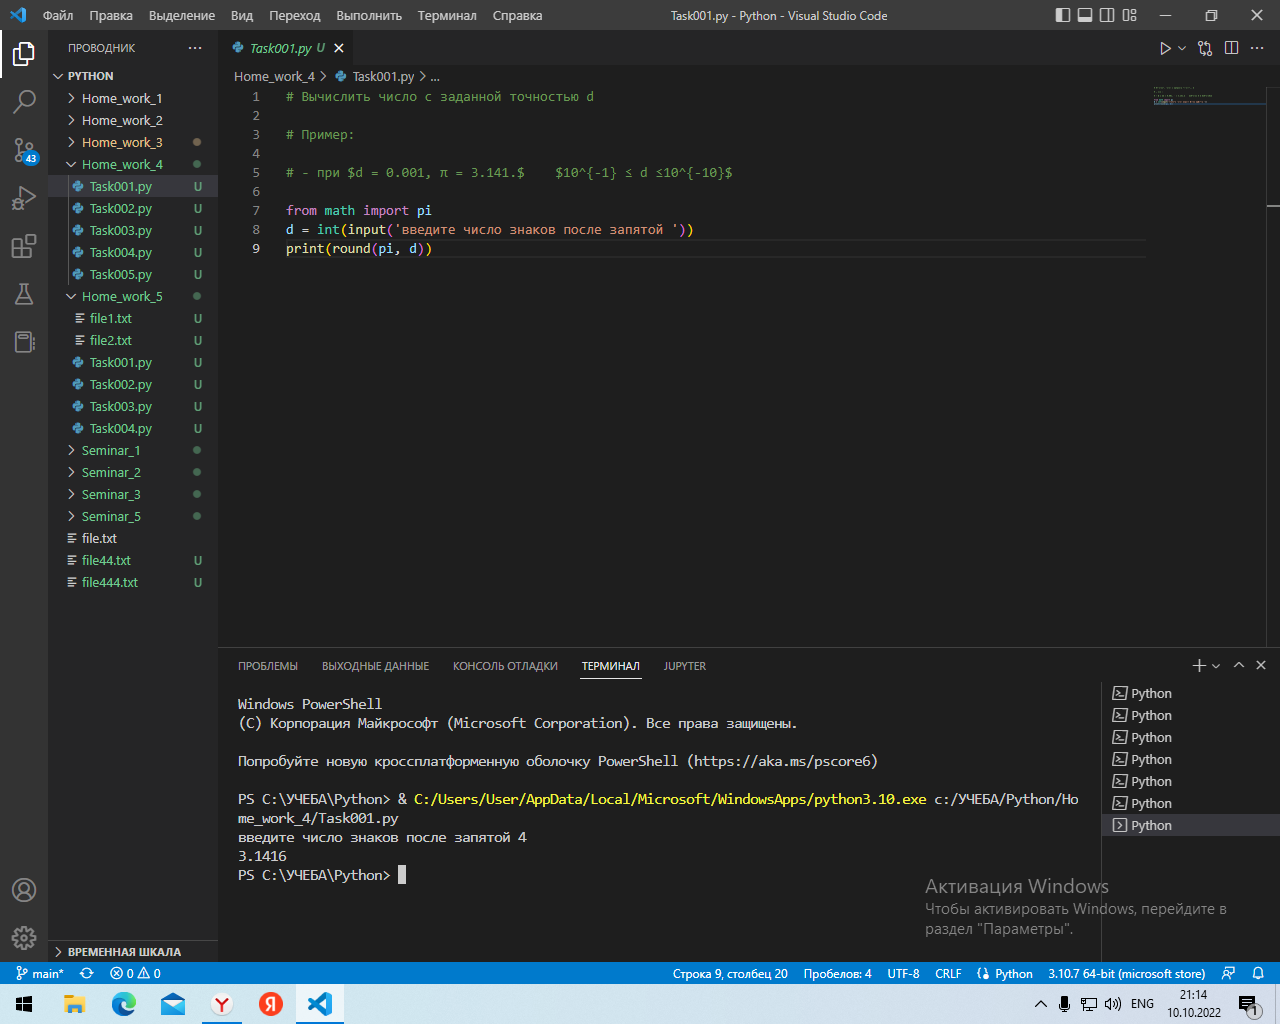 Файл Правка Выделение Вид Переход Выполнить Терминал Справка Task001.py - Python - Visual Studio Code
ПРОВОДНИК
PYTHON
Home_work_1
Home_work_2
Home_work_3
Home_work_4
Task001.py U
Task002.py U
Task003.py U
Task004.py U
Task005.py U
Home_work_5
file1.txt U
file2.txt U
Task001.py U
Task002.py U
Task003.py U
Task004.py U
Seminar_1
Seminar_2
Seminar_3
Seminar_5
file.txt
file44.txt U
file444.txt U
ВРЕМЕННАЯ ШКАЛА
43
Task001.py U
Home_work_4 > Task001.py > ...
1 # Вычислить число с заданной точностью d
2
3 # Пример:
4
5 # - при $d = 0.001, π = 3.141.$    $10^{-1} ≤ d ≤10^{-10}$
6
7 from math import pi
8 d = int(input('введите число знаков после запятой '))
9 print(round(pi, d))
ПРОБЛЕМЫ ВЫХОДНЫЕ ДАННЫЕ КОНСОЛЬ ОТЛАДКИ ТЕРМИНАЛ JUPYTER
Windows PowerShell
(C) Корпорация Майкрософт (Microsoft Corporation). Все права защищены.
Попробуйте новую кроссплатформенную оболочку PowerShell (https://aka.ms/pscore6)
PS C:\УЧЕБА\Python> & C:/Users/User/AppData/Local/Microsoft/WindowsApps/python3.10.exe c:/УЧЕБА/Python/Ho
me_work_4/Task001.py
введите число знаков после запятой 4
3.1416
PS C:\УЧЕБА\Python>
Python
Python
Python
Python
Python
Python
Python
Активация Windows
Чтобы активировать Windows, перейдите в
раздел "Параметры".
main* 0 0 Строка 9, столбец 20 Пробелов: 4 UTF-8 CRLF Python 3.10.7 64-bit (microsoft store)
ENG
21:14
10.10.2022
1